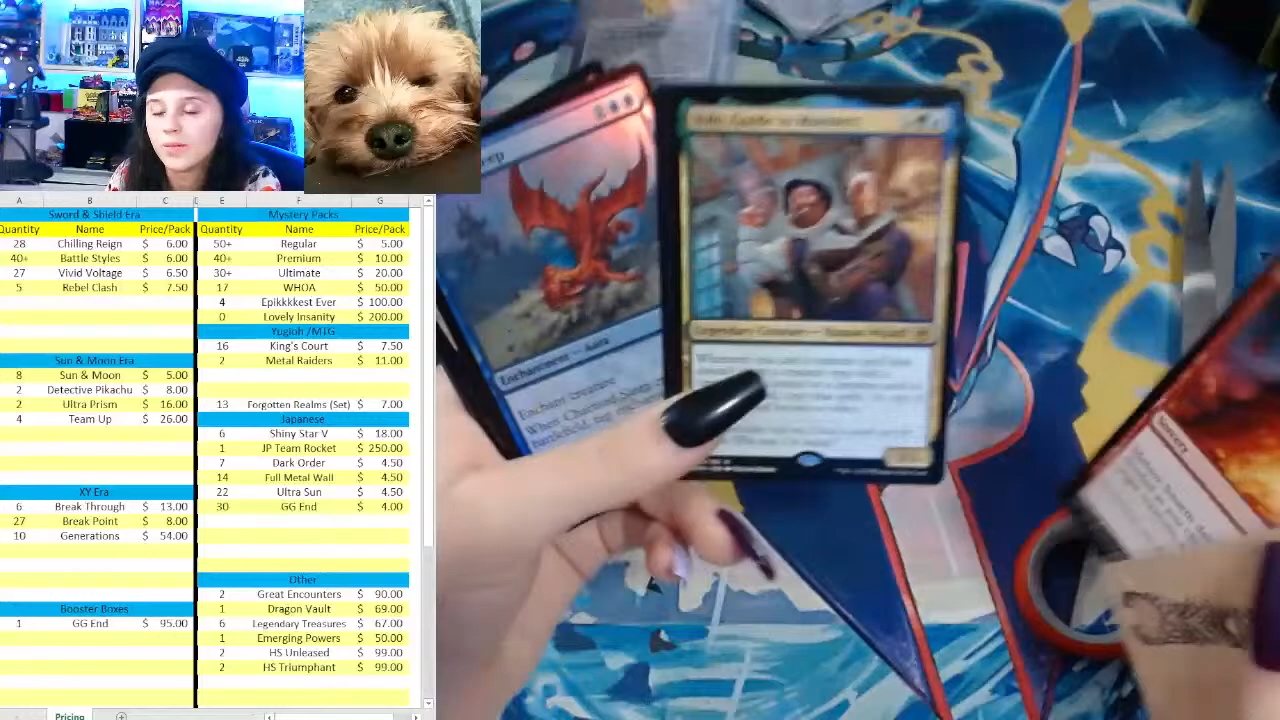 A B C D E F G
Sword & Shield Era Mystery Packs
Quantity Name Price/Pack Quantity Name Price/Pack
28 Chilling Reign $ 6.00 50+ Regular $ 5.00
40+ Battle Styles $ 6.00 40+ Premium $ 10.00
27 Vivid Voltage $ 6.50 30+ Ultimate $ 20.00
5 Rebel Clash $ 7.50 17 WHOA $ 50.00
4 Epikkkkest Ever $ 100.00
0 Lovely Insanity $ 200.00
Yugioh /MTG
16 King's Court $ 7.50
Sun & Moon Era 2 Metal Raiders $ 11.00
8 Sun & Moon $ 5.00
2 Detective Pikachu $ 8.00
2 Ultra Prism $ 16.00 13 Forgotten Realms (Set) $ 7.00
4 Team Up $ 26.00 Japanese
6 Shiny Star V $ 18.00
1 JP Team Rocket $ 250.00
7 Dark Order $ 4.50
14 Full Metal Wall $ 4.50
XY Era 22 Ultra Sun $ 4.50
6 Break Through $ 13.00 30 GG End $ 4.00
27 Break Point $ 8.00
10 Generations $ 54.00
Other
2 Great Encounters $ 90.00
Booster Boxes 1 Dragon Vault $ 69.00
1 GG End $ 95.00 6 Legendary Treasures $ 67.00
1 Emerging Powers $ 50.00
2 HS Unleased $ 99.00
2 HS Triumphant $ 99.00
Pricing
Enchantment — Aura
Enchant creature
When Charmed Sleep
battlefield, tap
Sorcery